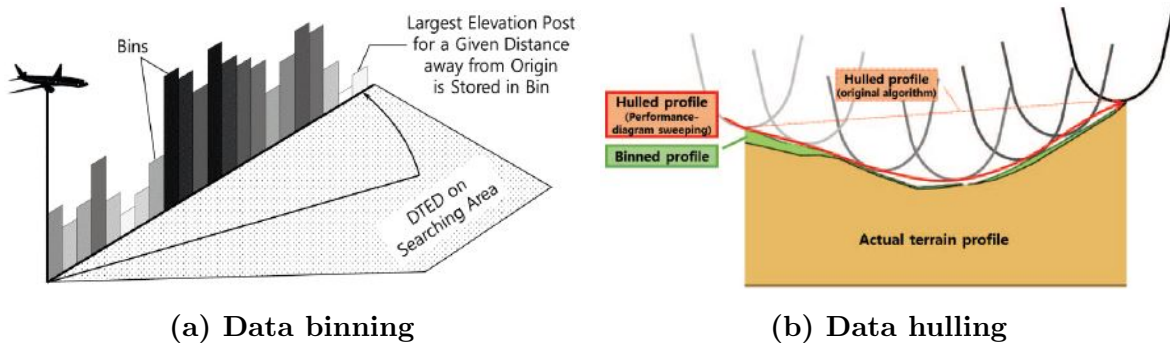 Bins
Largest Elevation Post
for a Given Distance
away from Origin
is Stored in Bin
DTED on
Searching Area
(a) Data binning
Hulled profile
(original algorithm)
Hulled profile
(Performance-
diagram sweeping)
Binned profile
Actual terrain profile
(b) Data hulling